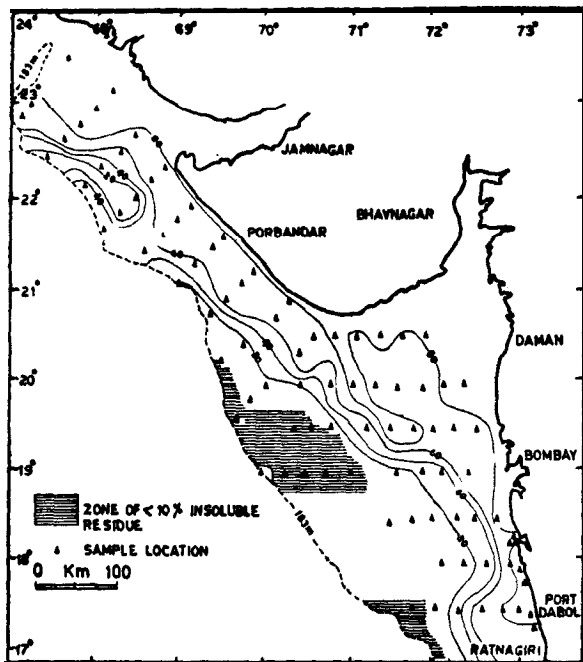 24° 68° 69° 70° 71° 72° 73°
183m
23°
JAMNAGAR
22°
BHAVNAGAR
PORBANDAR
21°
DAMAN
20°
BOMBAY
19°
ZONE OF < 10% INSOLUBLE
RESIDUE
183m
SAMPLE LOCATION
18°
0 Km 100
PORT
DABOL
17°
RATNAGIRI